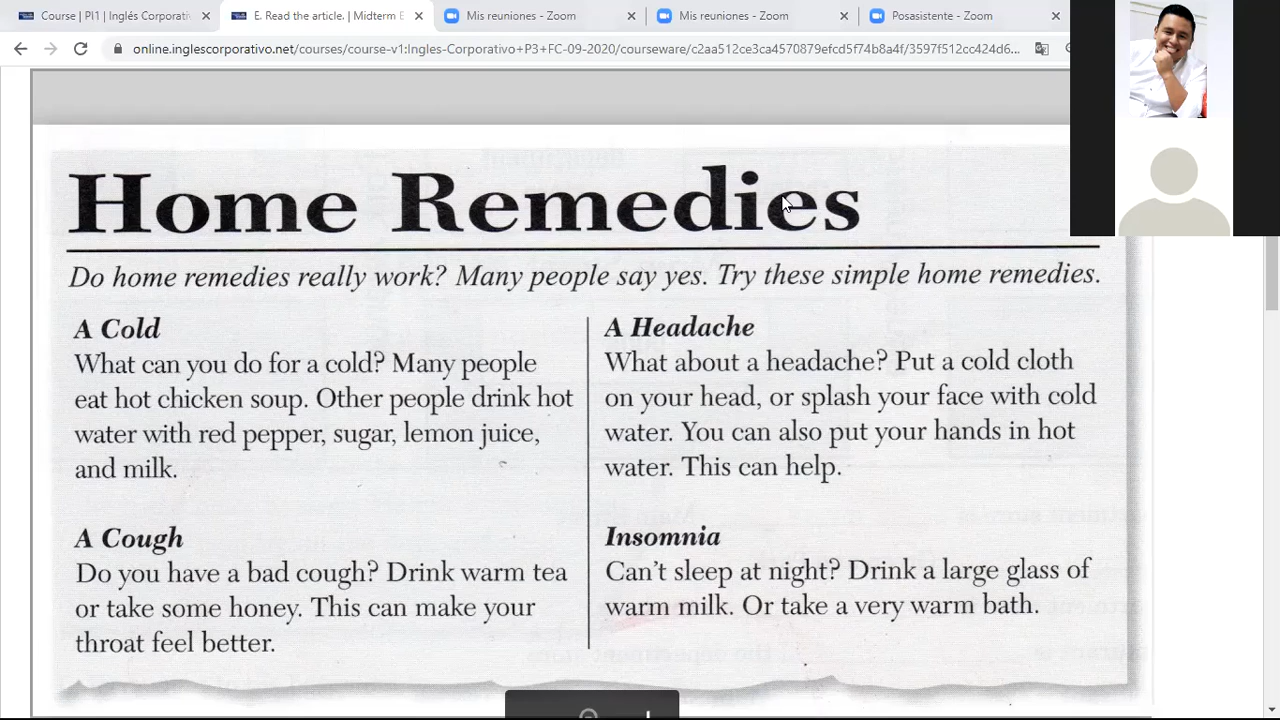 Course | PI1 | Inglés Corporati
E. Read the article. | Midterm E
Mis reuniones - Zoom
Mis reuniones - Zoom
Posasistente - Zoom
online.inglescorporativo.net/courses/course-v1:Ingles-Corporativo+P3+FC-09-2020/courseware/c2aa512ce3ca4570879efcd5f74b8a4f/3597f512cc424d6...
Home Remedies
Do home remedies really work? Many people say yes. Try these simple home remedies.
A Cold
What can you do for a cold? Many people
eat hot chicken soup. Other people drink hot
water with red pepper, sugar, lemon juice,
and milk.
A Cough
Do you have a bad cough? Drink warm tea
or take some honey. This can make your
throat feel better.
A Headache
What about a headache? Put a cold cloth
on your head, or splash your face with cold
water. You can also put your hands in hot
water. This can help.
Insomnia
Can't sleep at night? Drink a large glass of
warm milk. Or take a very warm bath.